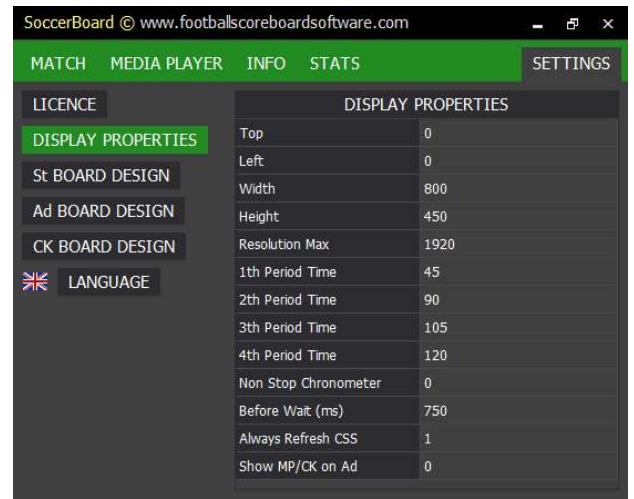 SoccerBoard © www.footballscoreboardsoftware.com
MATCH MEDIA PLAYER INFO STATS SETTINGS
LICENCE
DISPLAY PROPERTIES
St BOARD DESIGN
Ad BOARD DESIGN
CK BOARD DESIGN
LANGUAGE
DISPLAY PROPERTIES
Top 0
Left 0
Width 800
Height 450
Resolution Max 1920
1th Period Time 45
2th Period Time 90
3th Period Time 105
4th Period Time 120
Non Stop Chronometer 0
Before Wait (ms) 750
Always Refresh CSS 1
Show MP/CK on Ad 0